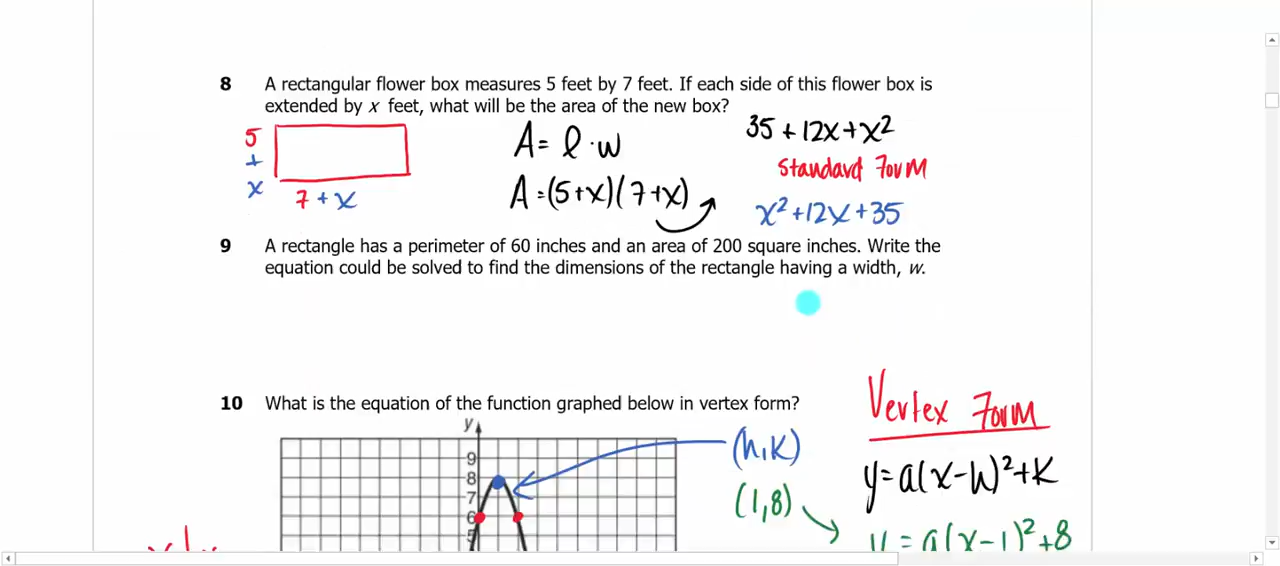 8 A rectangular flower box measures 5 feet by 7 feet. If each side of this flower box is
extended by x feet, what will be the area of the new box?
5
+
x
7 + x
A = l · w
A = (5+x)(7+x)
35 + 12x + x²
Standard Form
x² + 12x + 35
9 A rectangle has a perimeter of 60 inches and an area of 200 square inches. Write the
equation could be solved to find the dimensions of the rectangle having a width, w.
10 What is the equation of the function graphed below in vertex form?
Vertex Form
y
9
8
7
6
5
(h,k)
y = a(x-h)² + k
(1,8)
y = a(x-1)² + 8